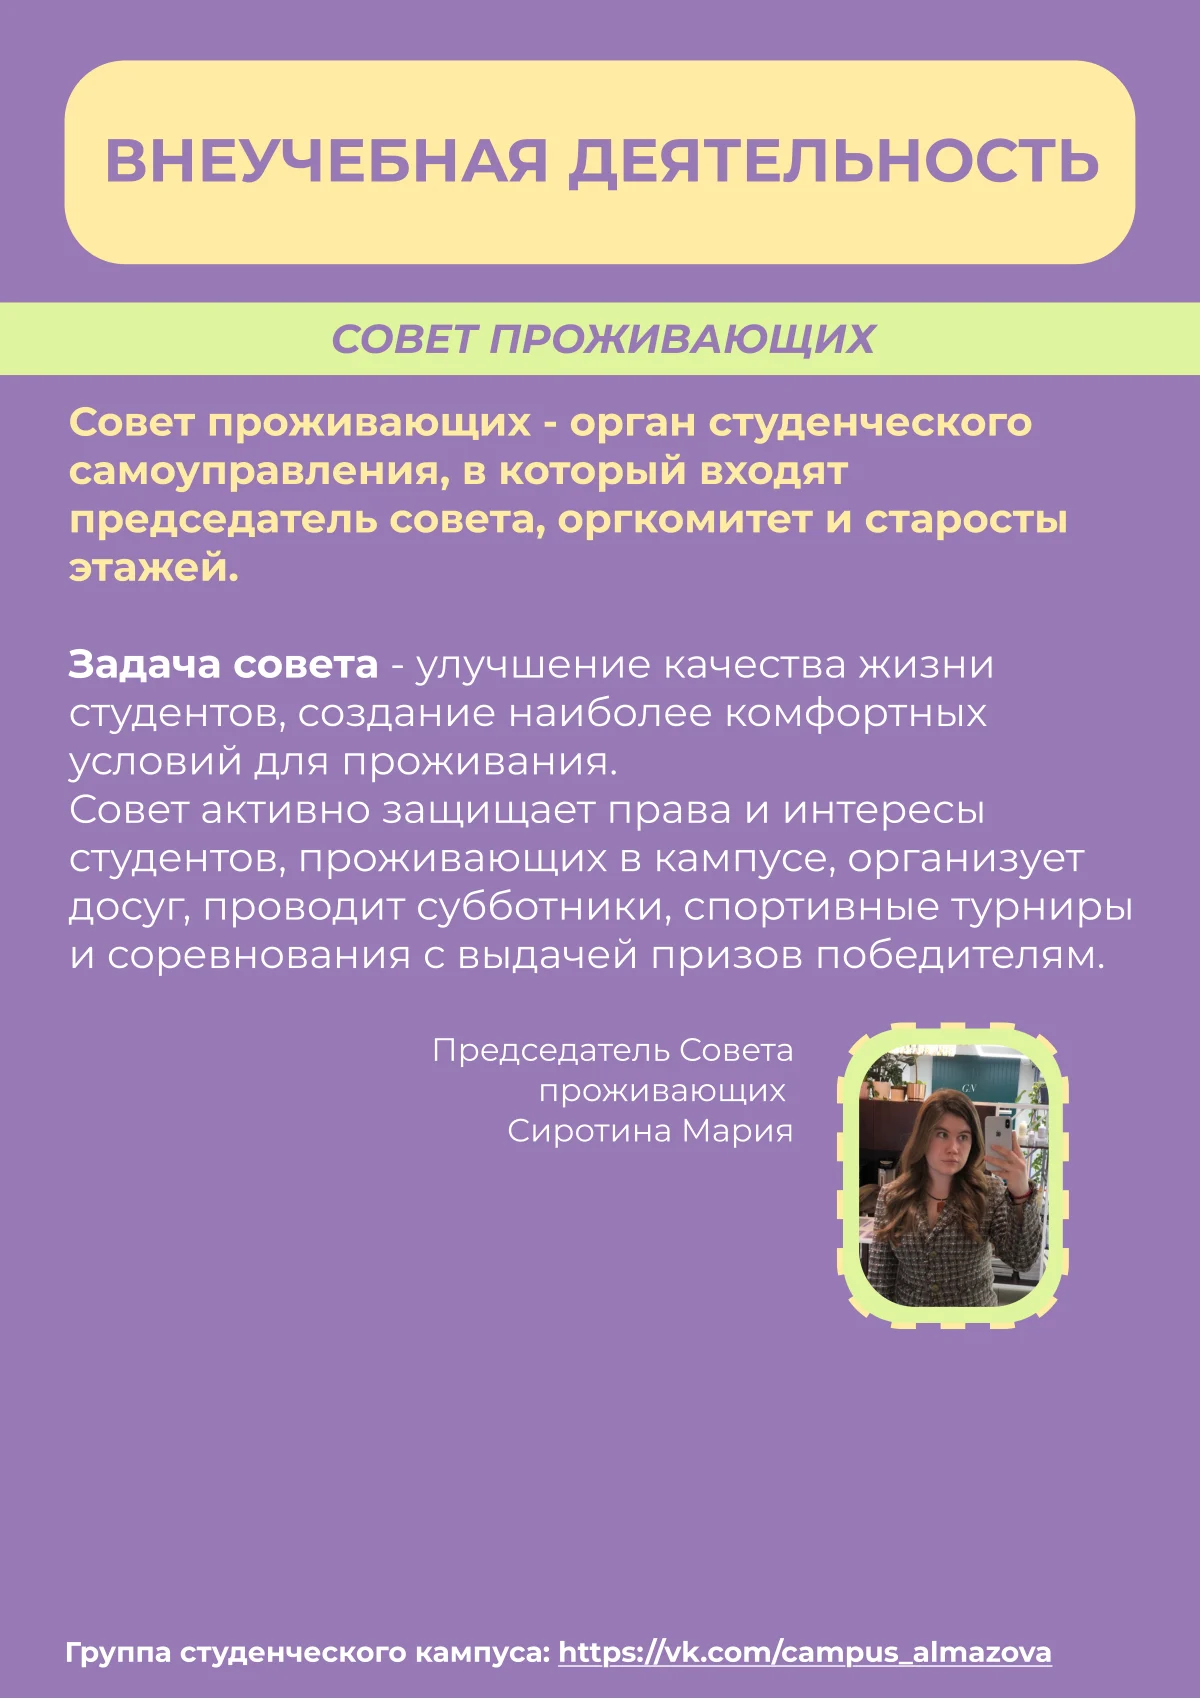 ВНЕУЧЕБНАЯ ДЕЯТЕЛЬНОСТЬ
СОВЕТ ПРОЖИВАЮЩИХ
Совет проживающих - орган студенческого
самоуправления, в который входят
председатель совета, оргкомитет и старосты
этажей.
Задача совета - улучшение качества жизни
студентов, создание наиболее комфортных
условий для проживания.
Совет активно защищает права и интересы
студентов, проживающих в кампусе, организует
досуг, проводит субботники, спортивные турниры
и соревнования с выдачей призов победителям.
Председатель Совета
проживающих
Сиротина Мария
GN
Группа студенческого кампуса: https://vk.com/campus_almazova